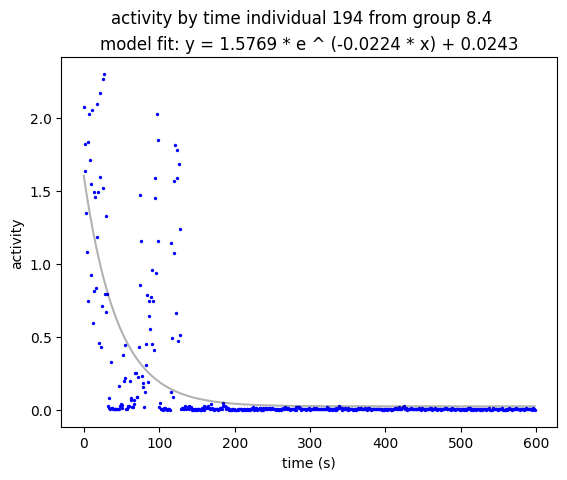 activity by time individual 194 from group 8.4
model fit: y = 1.5769 * e ^ (-0.0224 * x) + 0.0243
2.0
1.5
1.0
0.5
0.0
activity
0 100 200 300 400 500 600
time (s)